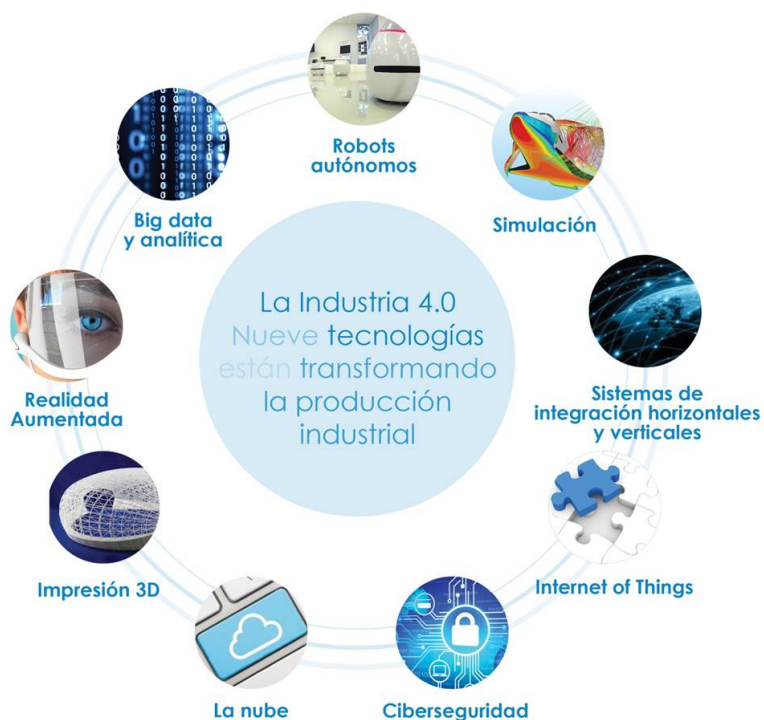 Robots
autónomos
Simulación
Sistemas de
integración horizontales
y verticales
Internet of Things
Ciberseguridad
La nube
Impresión 3D
Realidad
Aumentada
Big data
y analítica
La Industria 4.0
Nueve tecnologías
están transformando
la producción
industrial